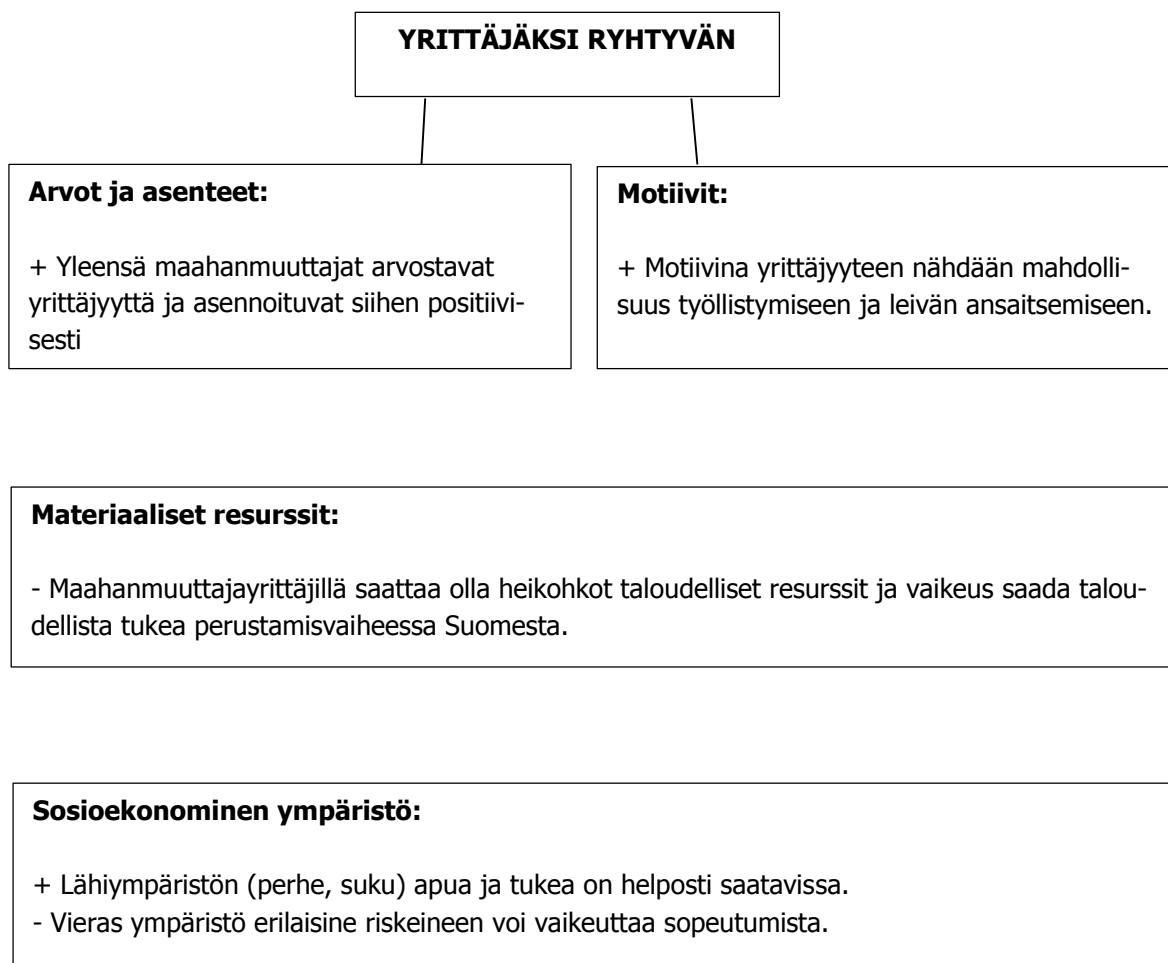 YRITTÄJÄKSI RYHTYVÄN
Arvot ja asenteet:
+ Yleensä maahanmuuttajat arvostavat
yrittäjyyttä ja asennoituvat siihen positiivi-
sesti
Motiivit:
+ Motiivina yrittäjyyteen nähdään mahdolli-
suus työllistymiseen ja leivän ansaitsemiseen.
Materiaaliset resurssit:
- Maahanmuuttajayrittäjillä saattaa olla heikohkot taloudelliset resurssit ja vaikeus saada talou-
dellista tukea perustamisvaiheessa Suomesta.
Sosioekonominen ympäristö:
+ Lähiympäristön (perhe, suku) apua ja tukea on helposti saatavissa.
- Vieras ympäristö erilaisine riskeineen voi vaikeuttaa sopeutumista.